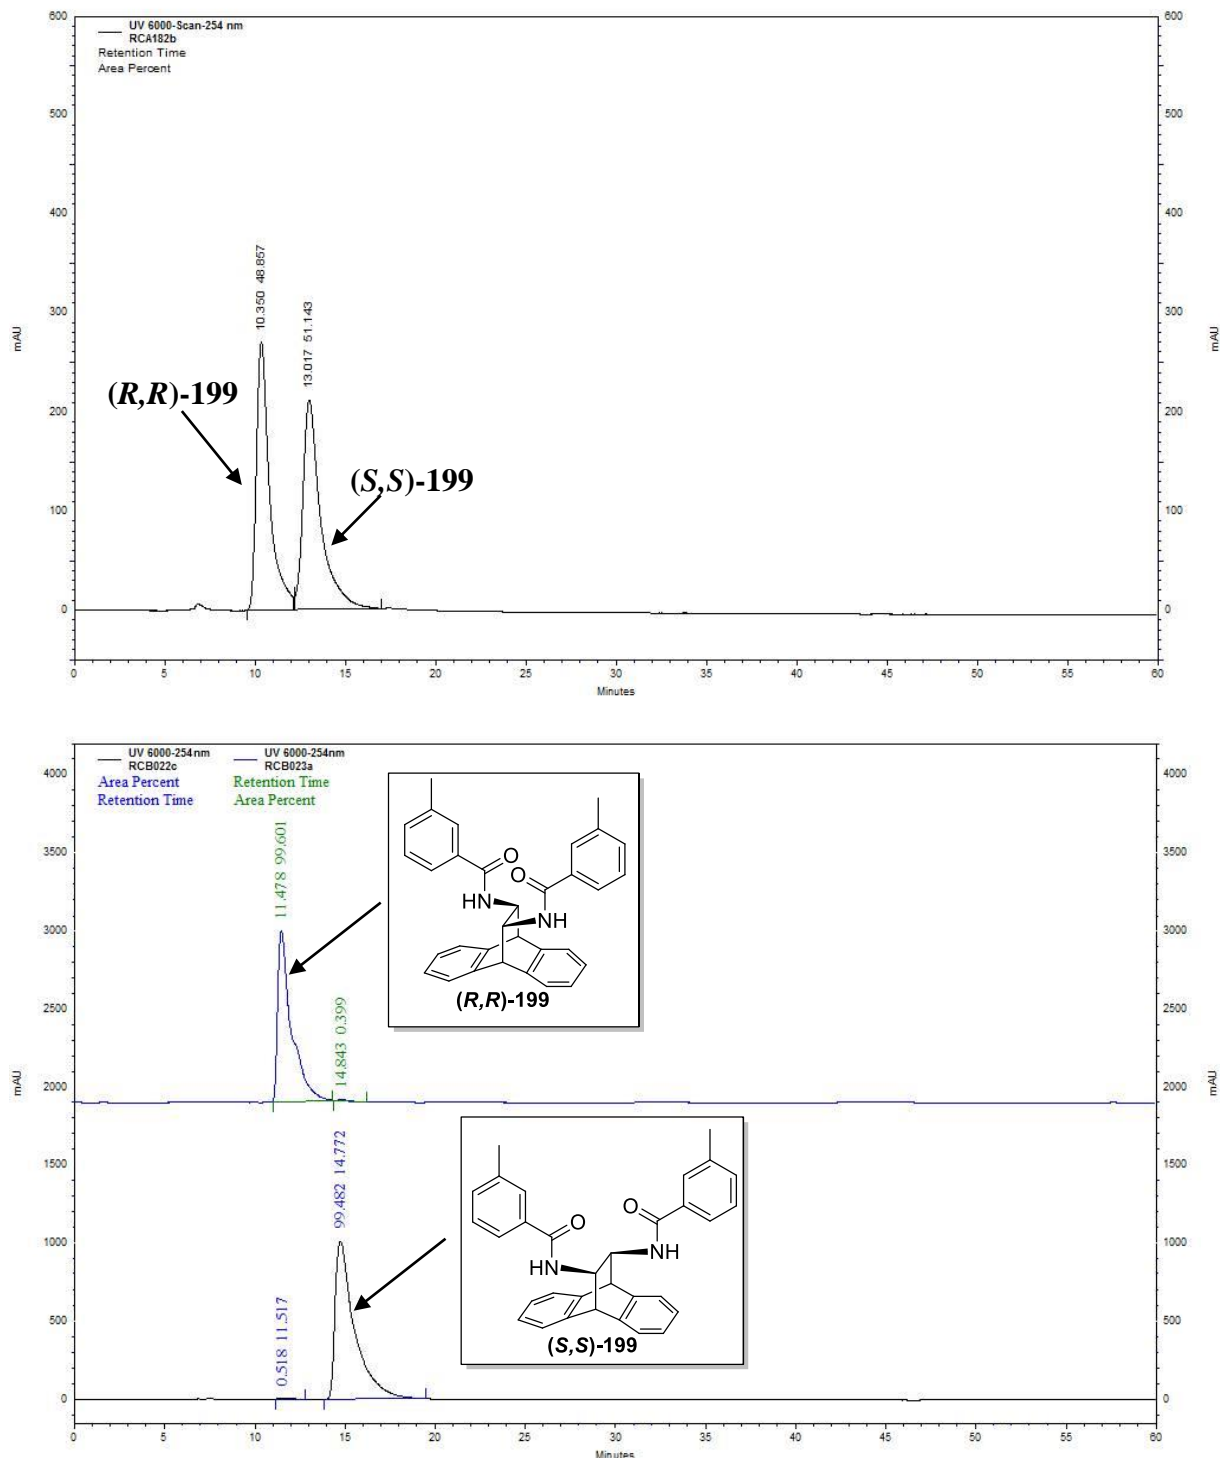 UV 6000-Scan-254 nm
RCA182b
Retention Time
Area Percent
600
500
400
300
200
100
0
600
500
400
300
200
100
0
mAU
mAU
10.350 48.857
13.017 51.143
(R,R)-199
(S,S)-199
0 5 10 15 20 25 30 35 40 45 50 55 60
Minutes
UV 6000-254nm
RCB022c
Area Percent
Retention Time
UV 6000-254nm
RCB023a
Retention Time
Area Percent
4000
3500
3000
2500
2000
1500
1000
500
0
4000
3500
3000
2500
2000
1500
1000
500
0
mAU
mAU
11.478 99.601
14.843 0.399
O
O
HN
NH
(R,R)-199
99.482 14.772
0.518 11.517
O
O
HN
NH
(S,S)-199
0 5 10 15 20 25 30 35 40 45 50 55 60
Minutes